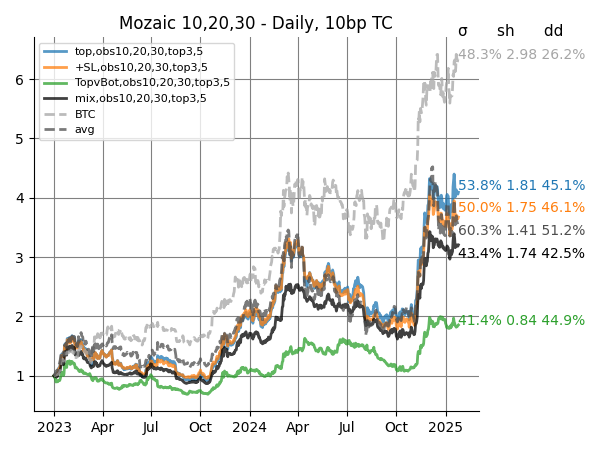 Mozaic 10,20,30 - Daily, 10bp TC
σ sh dd
top,obs10,20,30,top3,5
+SL,obs10,20,30,top3,5
TopvBot,obs10,20,30,top3,5
mix,obs10,20,30,top3,5
BTC
avg
48.3% 2.98 26.2%
53.8% 1.81 45.1%
50.0% 1.75 46.1%
60.3% 1.41 51.2%
43.4% 1.74 42.5%
41.4% 0.84 44.9%
6
5
4
3
2
1
2023 Apr Jul Oct 2024 Apr Jul Oct 2025